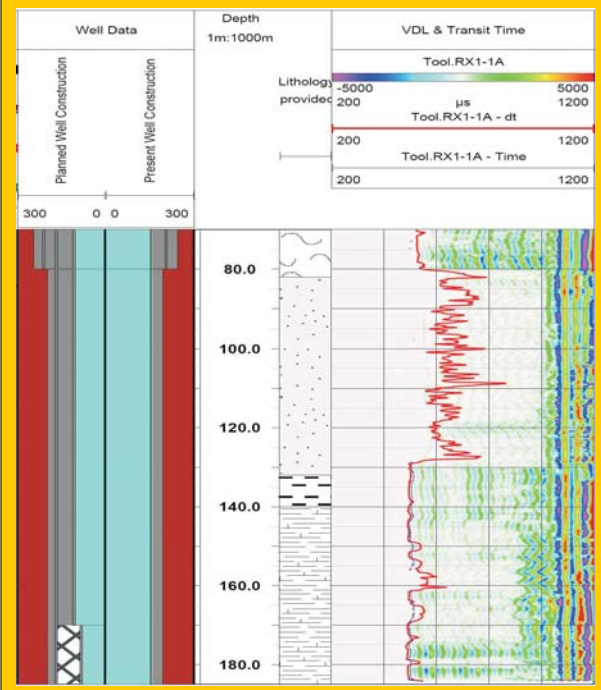 Well Data
Planned Well Construction
Present Well Construction
300 0 0 300
Depth
1m:1000m
Lithology
provided
VDL & Transit Time
Tool.RX1-1A
-5000 5000
200 µs 1200
Tool.RX1-1A - dt
200 1200
Tool.RX1-1A - Time
200 1200
80.0
100.0
120.0
140.0
160.0
180.0